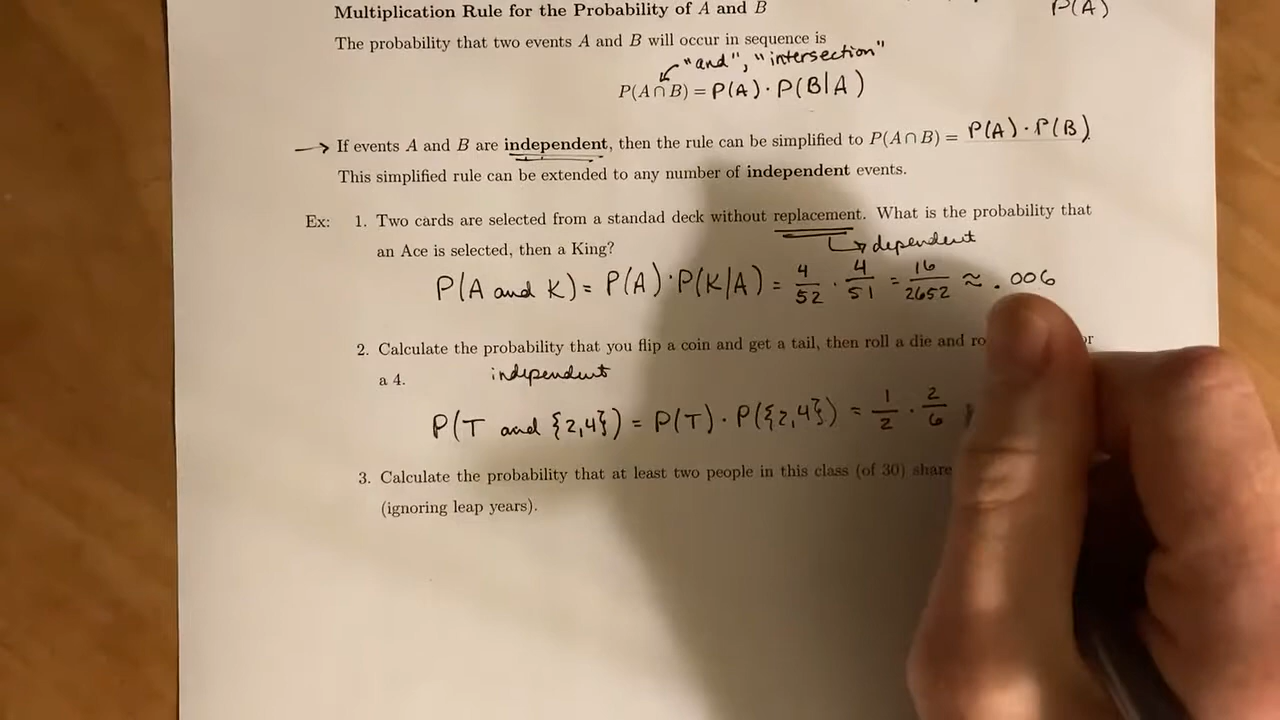 Multiplication Rule for the Probability of A and B
P(A)
The probability that two events A and B will occur in sequence is
"and", "intersection"
P(A ∩ B) = P(A) · P(B|A)
→ If events A and B are independent, then the rule can be simplified to P(A ∩ B) = P(A) · P(B)
This simplified rule can be extended to any number of independent events.
Ex: 1. Two cards are selected from a standad deck without replacement. What is the probability that
an Ace is selected, then a King?
dependent
P(A and K) = P(A) · P(K|A) = 4/52 · 4/51 = 16/2652 ≈ .006
2. Calculate the probability that you flip a coin and get a tail, then roll a die and
a 4.
independent
P(T and {2,4}) = P(T) · P({2,4}) = 1/2 · 2/6
3. Calculate the probability that at least two people in this class (of 30) share
(ignoring leap years).